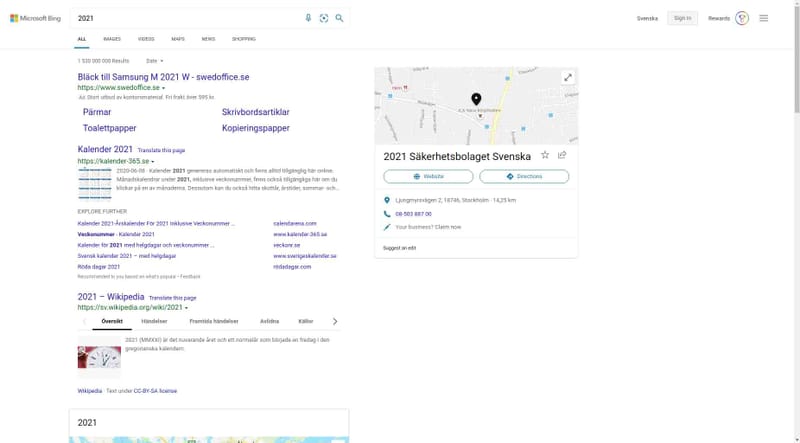 Microsoft Bing
2021
Svenska
Sign in
Rewards
ALL
IMAGES
VIDEOS
MAPS
NEWS
SHOPPING
1 520 000 000 Results
Date
Bläck till Samsung M 2021 W - swedoffice.se
https://www.swedoffice.se
Ad. Stort utbud av kontorsmaterial. Fri frakt över 595 kr.
Pärmar
Skrivbordsartiklar
Toalettpapper
Kopieringspapper
Kalender 2021 Translate this page
https://kalender-365.se
2020-06-08 · Kalender 2021 genereras automatiskt och finns alltid tillgänglig här online.
Månadskalendrar under 2021, inklusive veckonummer, finns också tillgängliga här om du
klickar på en av månaderna. Dessutom kan du också hitta skottår, årstider, sommar- och ...
EXPLORE FURTHER
Kalender 2021-Årskalender För 2021 Inklusive Veckonummer ...
calendarena.com
Veckonummer - Kalender 2021
www.kalender-365.se
Kalender för 2021 med helgdagar och veckonummer ...
veckonr.se
Svensk kalender 2021 – med helgdagar
www.sverigeskalender.se
Röda dagar 2021
rödadagar.com
Recommended to you based on what's popular • Feedback
2021 – Wikipedia Translate this page
https://sv.wikipedia.org/wiki/2021
Översikt
Händelser
Framtida händelser
Avlidna
Källor
2021 (MMXXI) är det nuvarande året och ett normalår som började en fredag i den
gregorianska kalendern.
Wikipedia · Text under CC-BY-SA license
2021
2021 Säkerhetsbolaget Svenska
Website
Directions
Ljungmyrsvägen 2, 18746, Stockholm · 14,25 km
08-503 887 00
Your business? Claim now
Suggest an edit